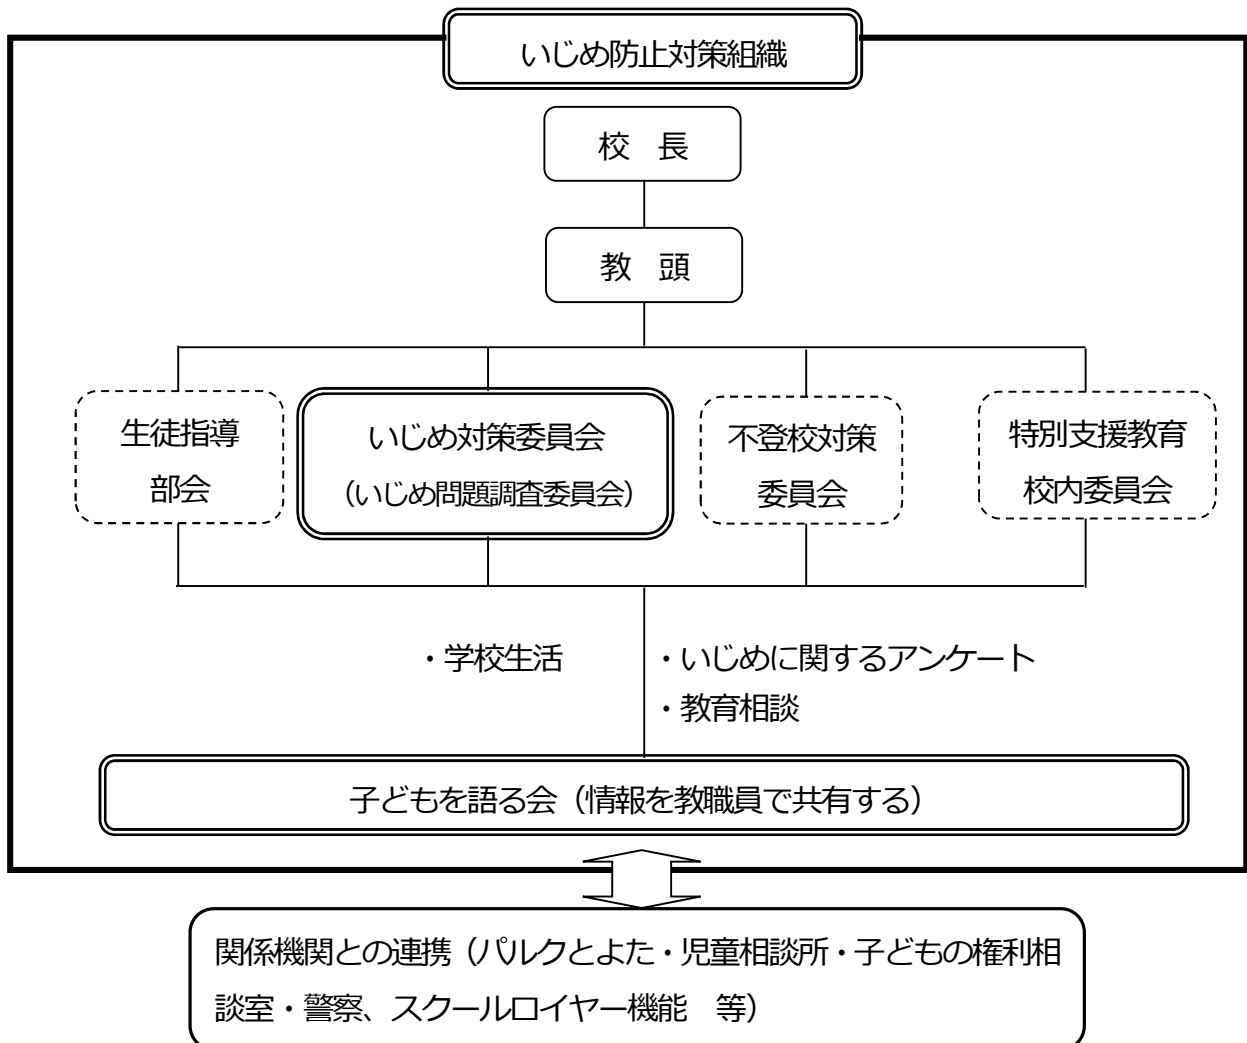 いじめ防止対策組織
校　長
教　頭
生徒指導
部会
いじめ対策委員会
（いじめ問題調査委員会）
不登校対策
委員会
特別支援教育
校内委員会
・学校生活
・いじめに関するアンケート
・教育相談
子どもを語る会（情報を教職員で共有する）
関係機関との連携（パルクとよた・児童相談所・子どもの権利相
談室・警察、スクールロイヤー機能　等）